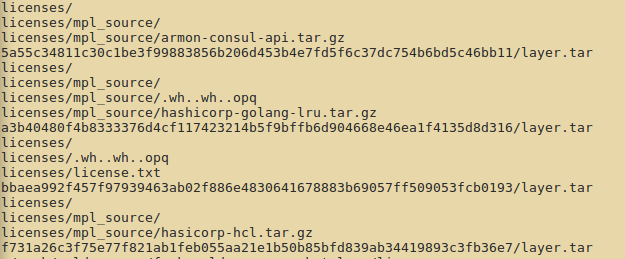 licenses/
licenses/mpl_source/
licenses/mpl_source/armon-consul-api.tar.gz
5a55c34811c30c1be3f99883856b206d453b4e7fd5f6c37dc754b6bd5c46bb11/layer.tar
licenses/
licenses/mpl_source/
licenses/mpl_source/.wh..wh..opq
licenses/mpl_source/hashicorp-golang-lru.tar.gz
a3b40480f4b8333376d4cf117423214b5f9bffb6d904668e46ea1f4135d8d316/layer.tar
licenses/
licenses/.wh..wh..opq
licenses/license.txt
bbaea992f457f97939463ab02f886e4830641678883b69057ff509053fcb0193/layer.tar
licenses/
licenses/mpl_source/
licenses/mpl_source/hasicorp-hcl.tar.gz
f731a26c3f75e77f821ab1feb055aa21e1b50b85bfd839ab34419893c3fb36e7/layer.tar